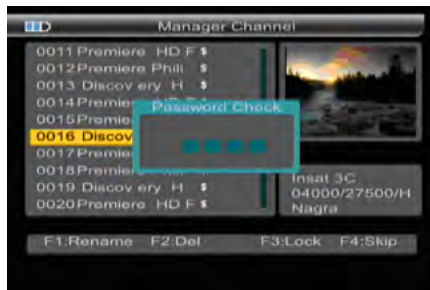 Manager Channel
0011 Premiere HD F $
0012 Premiere Phili $
0013 Discov ery H $
0014 Premier
0015 Premie
Password Check
0016 Discov
0017 Premie
0018 Premier
0019 Discov ery H $
0020 Premiere HD F $
Insat 3C
04000/27500/H
Nagra
F1:Rename F2:Del F3:Lock F4:Skip